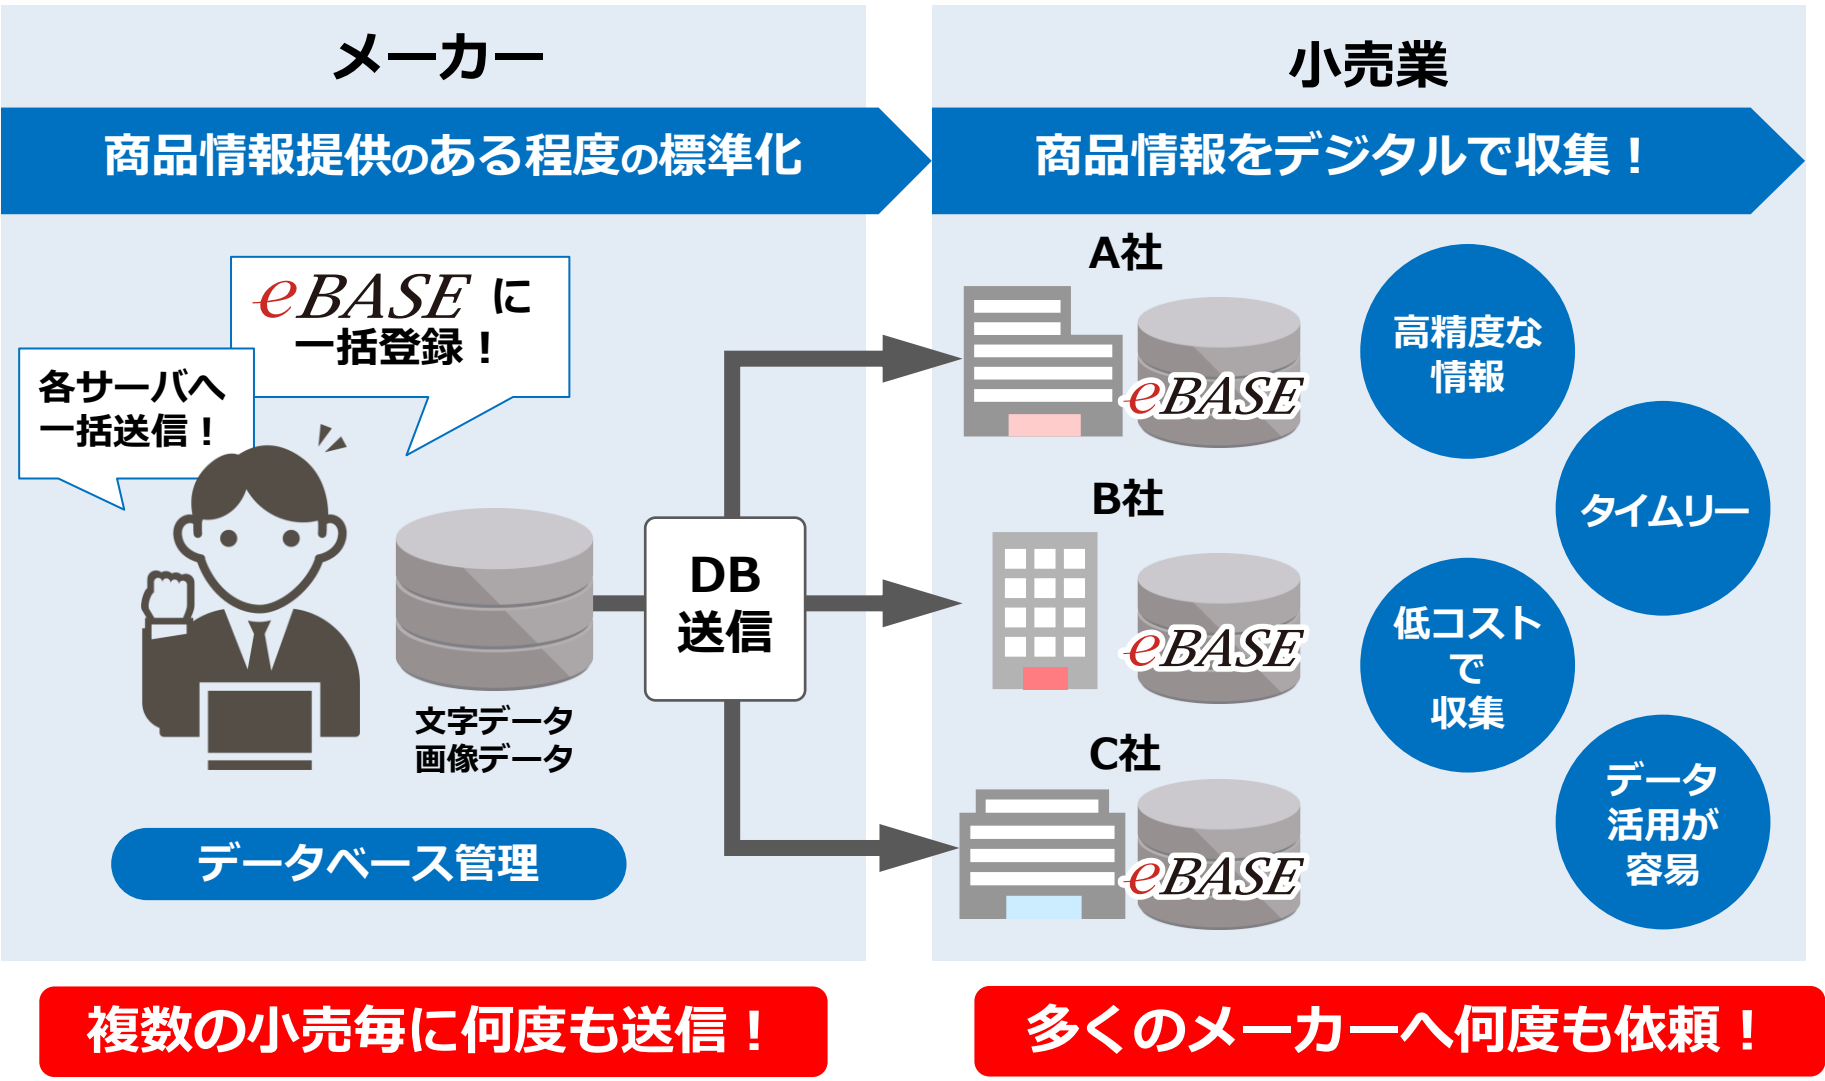 メーカー
商品情報提供のある程度の標準化
eBASE に
一括登録！
各サーバへ
一括送信！
DB
送信
文字データ
画像データ
データベース管理
複数の小売毎に何度も送信！
小売業
商品情報をデジタルで収集！
A社
eBASE
B社
eBASE
C社
eBASE
高精度な
情報
タイムリー
低コスト
で
収集
データ
活用が
容易
多くのメーカーへ何度も依頼！